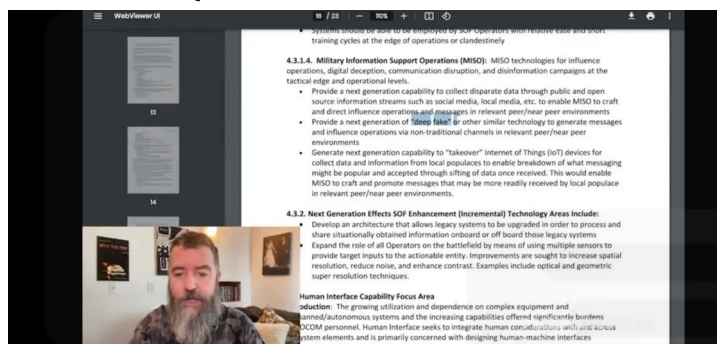 WebViewer UI
16 / 23
110%
Systems should be able to be employed by SOF Operators with relative ease and short
training cycles at the edge of operations or clandestinely
4.3.1.4. Military Information Support Operations (MISO): MISO technologies for influence
operations, digital deception, communication disruption, and disinformation campaigns at the
tactical edge and operational levels.
• Provide a next generation capability to collect disparate data through public and open
source information streams such as social media, local media, etc. to enable MISO to craft
and direct influence operations and messages in relevant peer/near peer environments
• Provide a next generation of "deep fake" or other similar technology to generate messages
and influence operations via non-traditional channels in relevant peer/near peer
environments
• Generate next generation capability to "takeover" Internet of Things (IoT) devices for
collect data and information from local populaces to enable breakdown of what messaging
might be popular and accepted through sifting of data once received. This would enable
MISO to craft and promote messages that may be more readily received by local populace
in relevant peer/near peer environments.
13
14
4.3.2. Next Generation Effects SOF Enhancement (Incremental) Technology Areas Include:
• Develop an architecture that allows legacy systems to be upgraded in order to process and
share situationally obtained information onboard or off board those legacy systems
• Expand the role of all Operators on the battlefield by means of using multiple sensors to
provide target inputs to the actionable entity. Improvements are sought to increase spatial
resolution, reduce noise, and enhance contrast. Examples include optical and geometric
super resolution techniques.
Human Interface Capability Focus Area
oduction: The growing utilization and dependence on complex equipment and
anned/autonomous systems and the increasing capabilities offered significantly burdens
OCOM personnel. Human Interface seeks to integrate human considerations with and across
ystem elements and is primarily concerned with designing human-machine interfaces